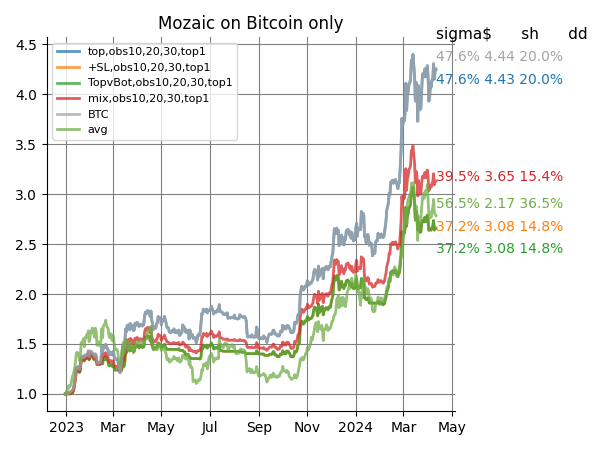 Mozaic on Bitcoin only
sigma$ sh dd
top,obs10,20,30,top1
+SL,obs10,20,30,top1
TopvBot,obs10,20,30,top1
mix,obs10,20,30,top1
BTC
avg
47.6% 4.44 20.0%
47.6% 4.43 20.0%
39.5% 3.65 15.4%
56.5% 2.17 36.5%
37.2% 3.08 14.8%
37.2% 3.08 14.8%
4.5
4.0
3.5
3.0
2.5
2.0
1.5
1.0
2023 Mar May Jul Sep Nov 2024 Mar May